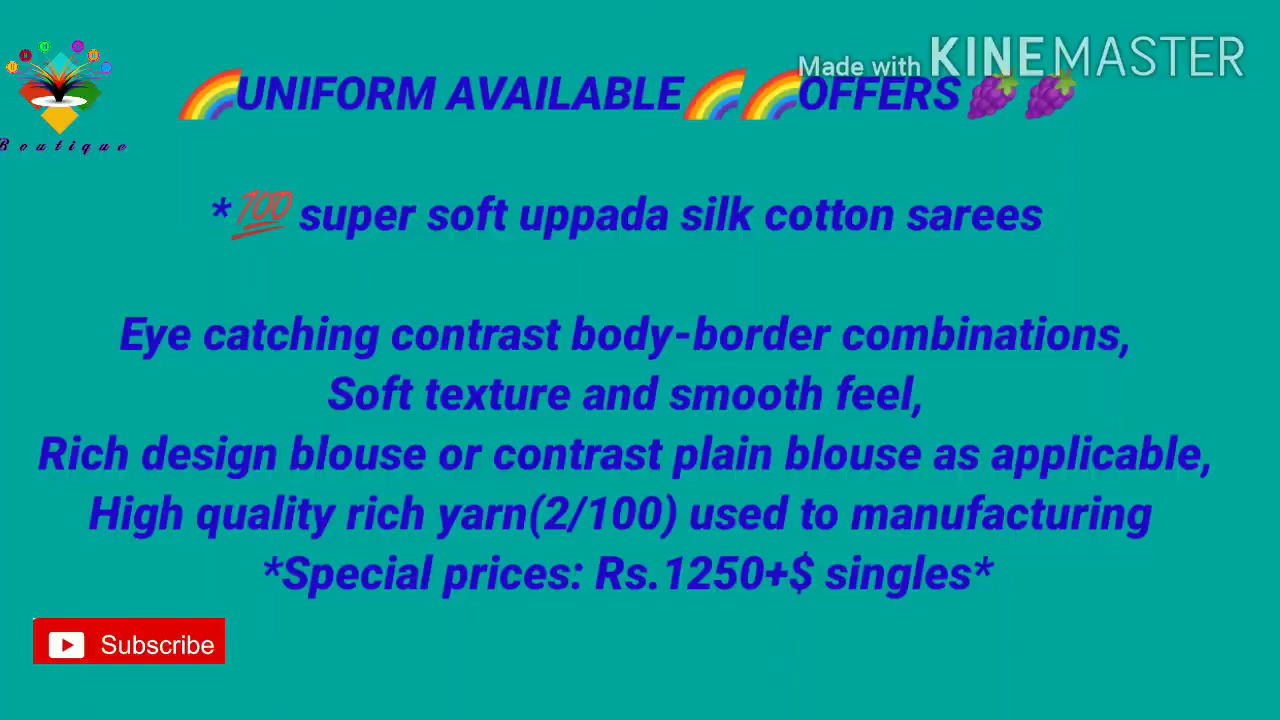 Made with KINEMASTER
🌈UNIFORM AVAILABLE🌈🌈OFFERS🍇🍇
Boutique
*💯super soft uppada silk cotton sarees
Eye catching contrast body-border combinations,
Soft texture and smooth feel,
Rich design blouse or contrast plain blouse as applicable,
High quality rich yarn(2/100) used to manufacturing
*Special prices: Rs.1250+$ singles*
Subscribe